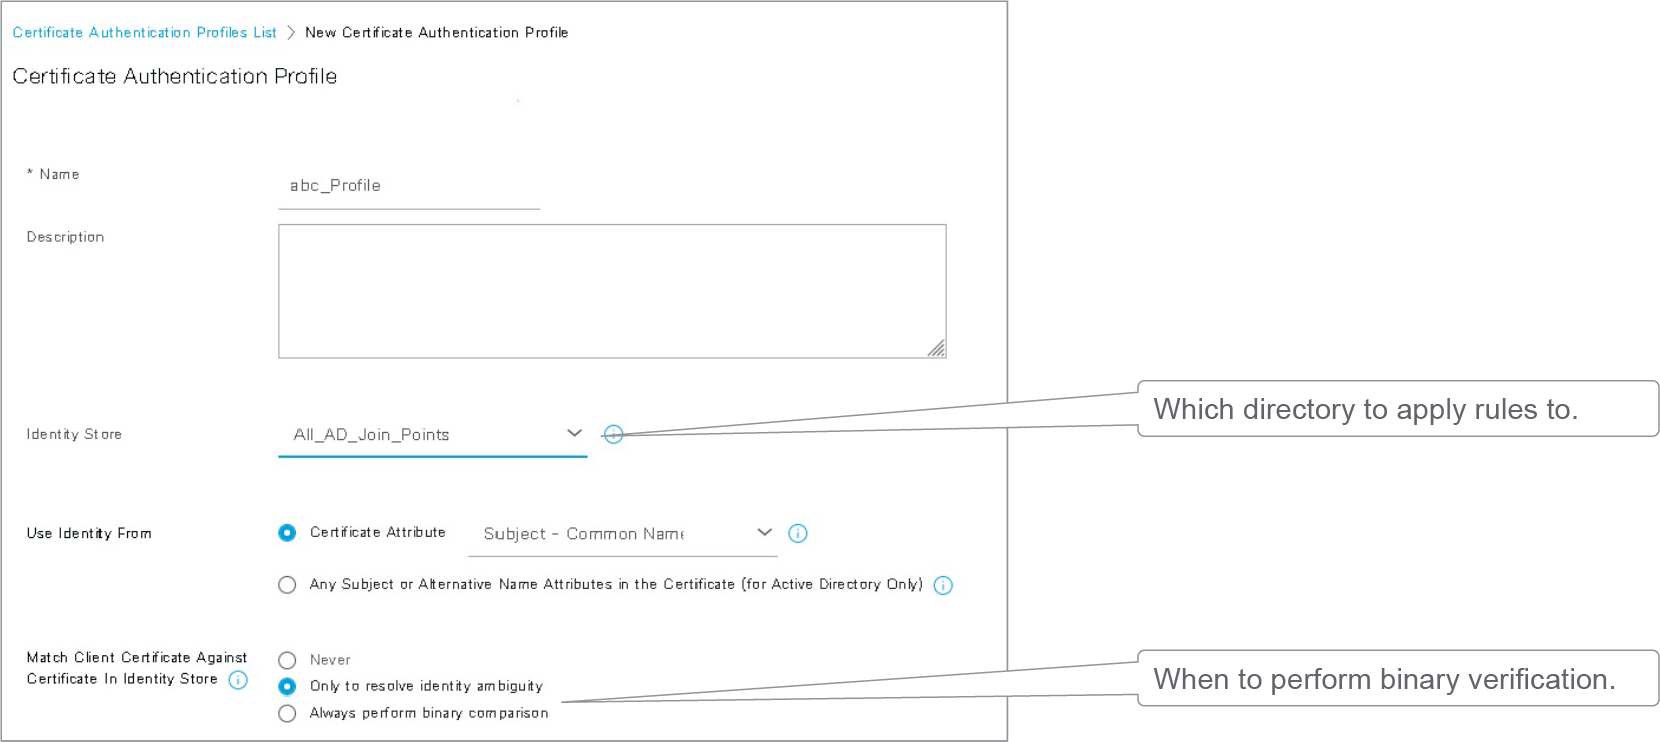 Certificate Authentication Profiles List > New Certificate Authentication Profile
Certificate Authentication Profile
* Name
abc_Profile
Description
Identity Store
All_AD_Join_Points
Which directory to apply rules to.
Use Identity From
Certificate Attribute
Subject - Common Name
Any Subject or Alternative Name Attributes in the Certificate (for Active Directory Only)
Match Client Certificate Against
Certificate In Identity Store
Never
Only to resolve identity ambiguity
Always perform binary comparison
When to perform binary verification.